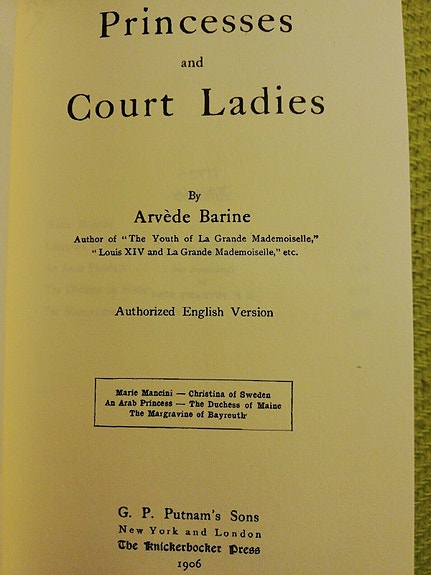 Princesses
and
Court Ladies
By
Arvède Barine
Author of "The Youth of La Grande Mademoiselle,"
"Louis XIV and La Grande Mademoiselle," etc.
Authorized English Version
Marie Mancini — Christina of Sweden
An Arab Princess — The Duchess of Maine
The Margravine of Bayreuth
G. P. Putnam's Sons
New York and London
The Knickerbocker Press
1906